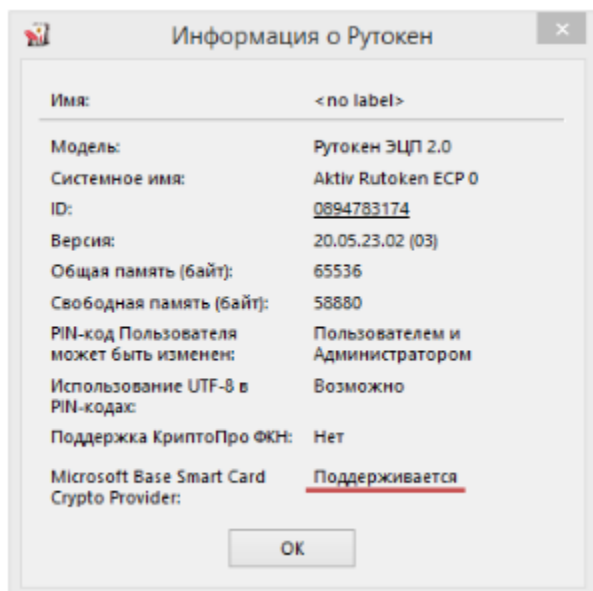 Информация о Рутокен
Имя: <no label>
Модель: Рутокен ЭЦП 2.0
Системное имя: Aktiv Rutoken ECP 0
ID: 0894783174
Версия: 20.05.23.02 (03)
Общая память (байт): 65536
Свободная память (байт): 58880
PIN-код Пользователя Пользователем и
может быть изменен: Администратором
Использование UTF-8 в Возможно
PIN-кодах:
Поддержка КриптоПро ФКН: Нет
Microsoft Base Smart Card Поддерживается
Crypto Provider:
ОК